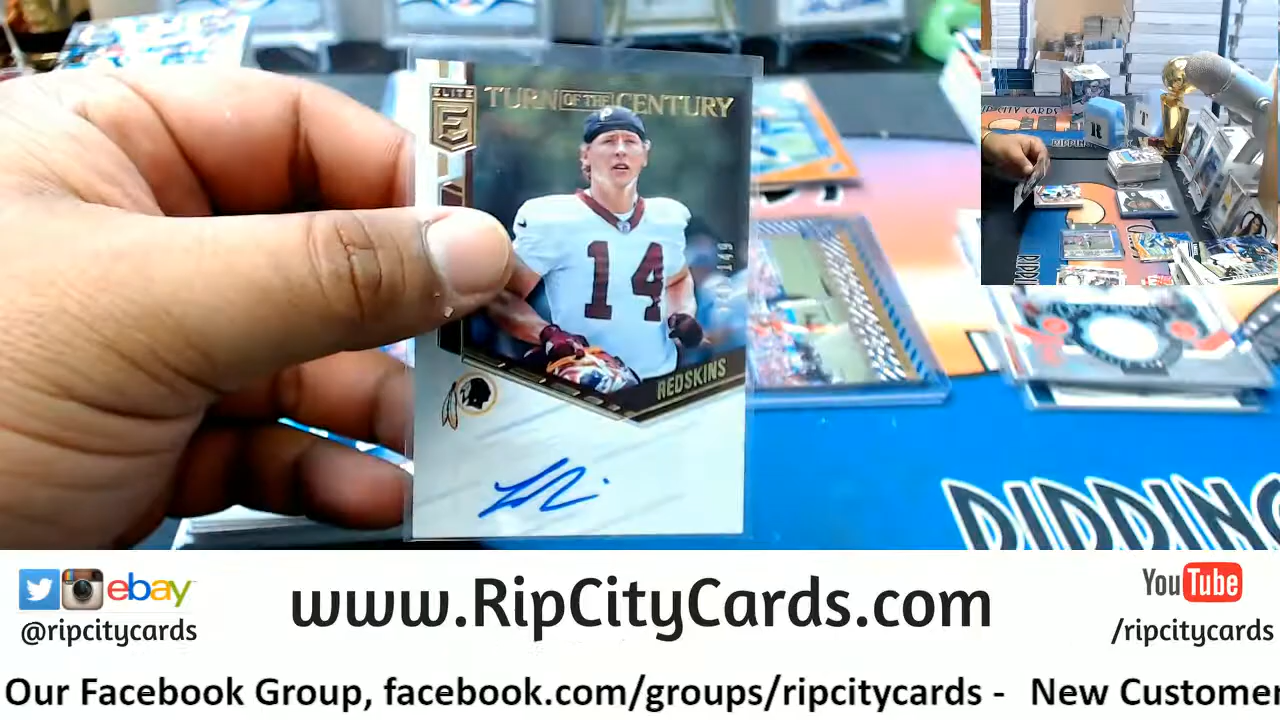 ELITE
E
TURN OF THE CENTURY
14
REDSKINS
R
T
RIPPING
www.RipCityCards.com
ebay
@ripcitycards
YouTube
/ripcitycards
Our Facebook Group, facebook.com/groups/ripcitycards - New Customer